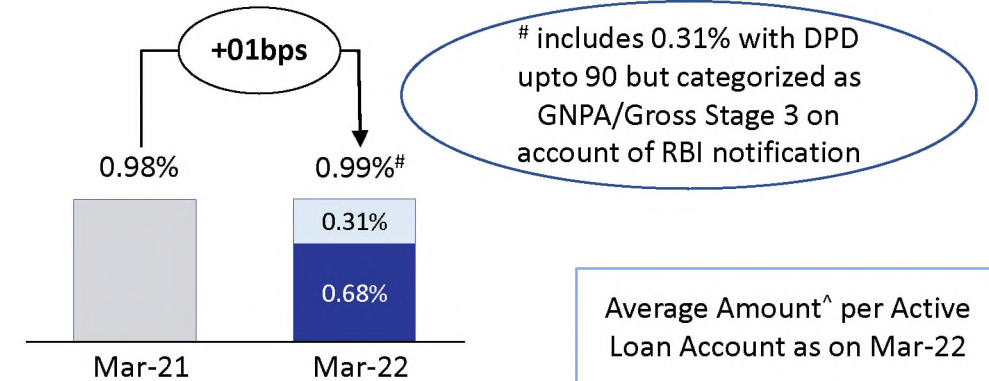 +01bps
# includes 0.31% with DPD
upto 90 but categorized as
GNPA/Gross Stage 3 on
account of RBI notification
0.98%
0.99%#
0.31%
0.68%
Mar-21
Mar-22
Average Amount^ per Active
Loan Account as on Mar-22